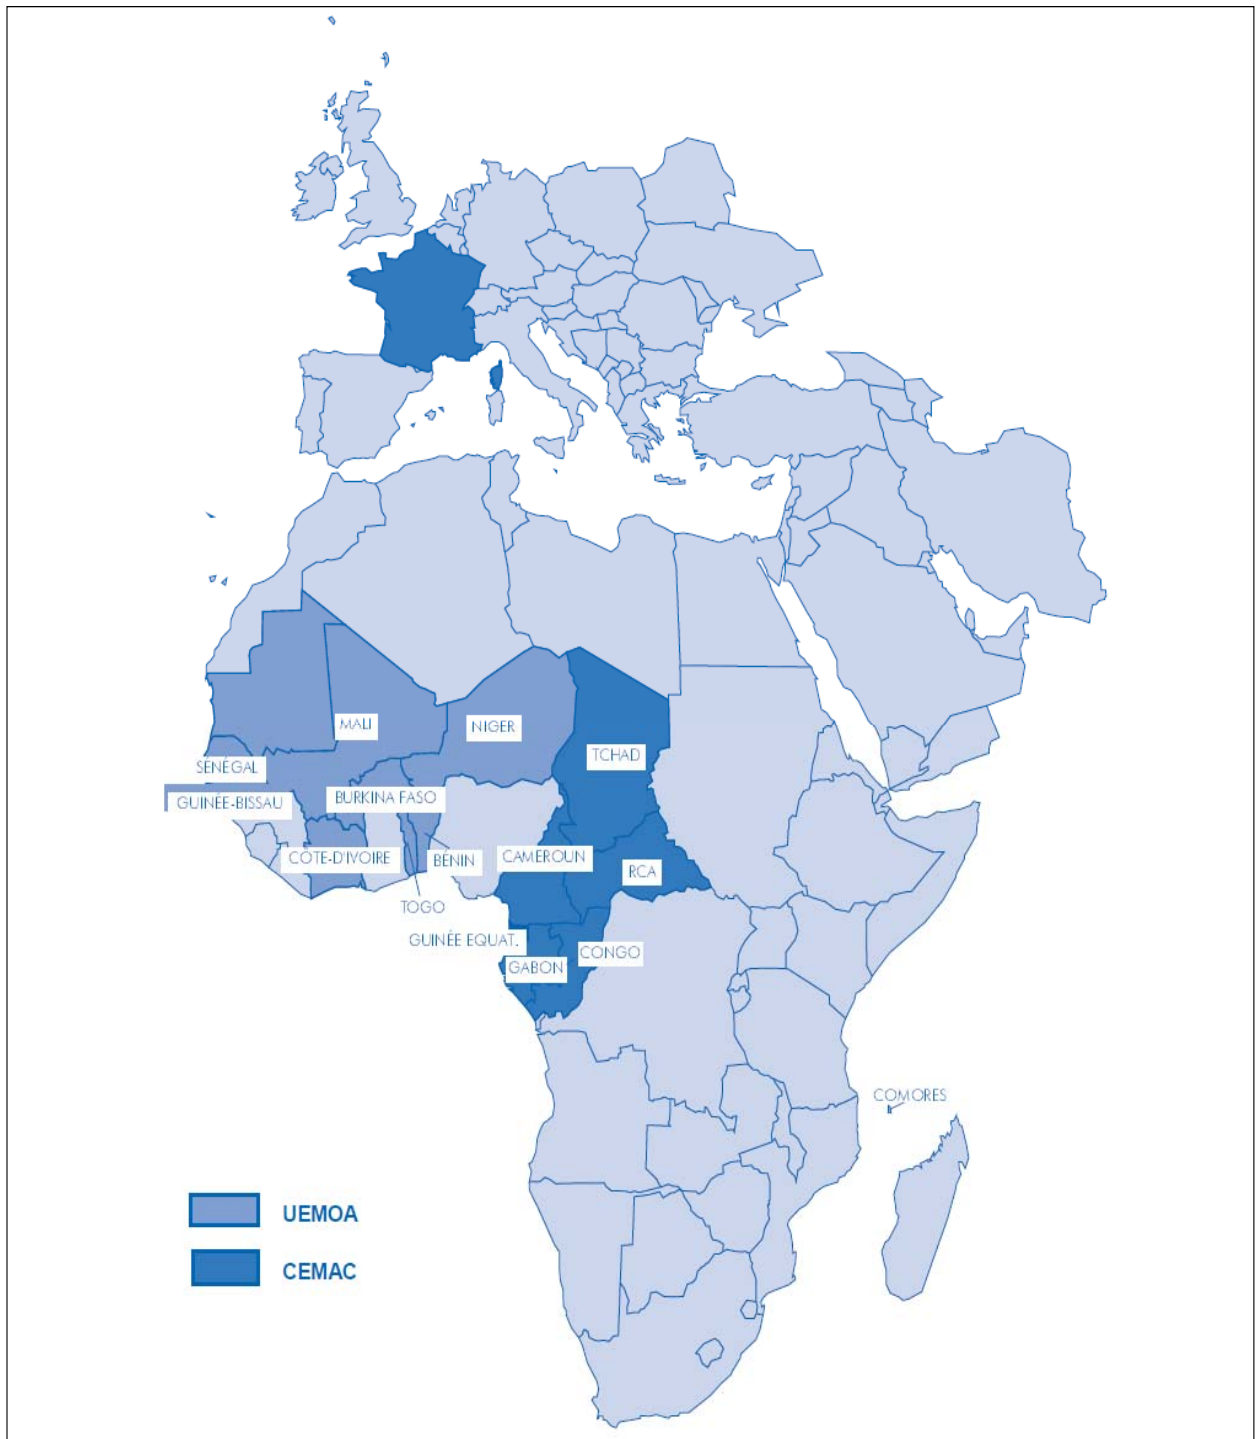 MALI
NIGER
TCHAD
SÉNÉGAL
GUINÉE-BISSAU
BURKINA FASO
CÔTE-D'IVOIRE
BÉNIN
CAMEROUN
RCA
TOGO
GUINÉE EQUAT.
CONGO
GABON
COMORES
UEMOA
CEMAC